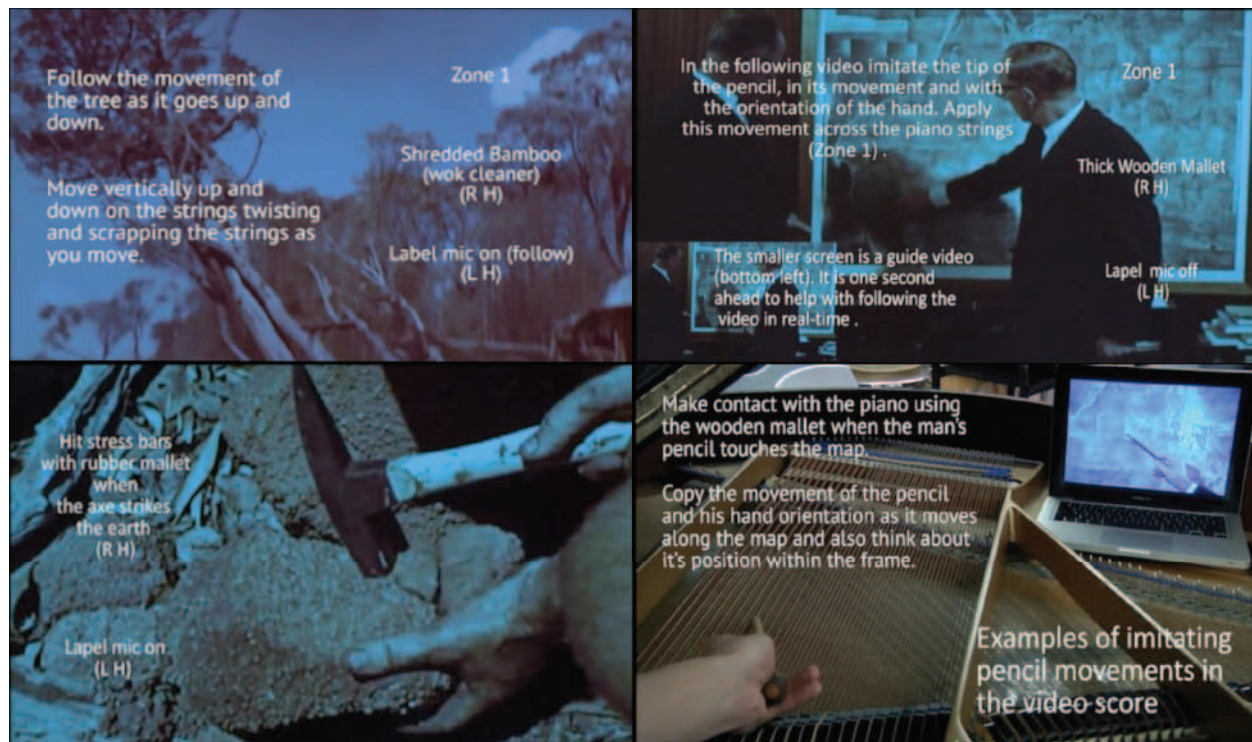 Follow the movement of
the tree as it goes up and
down.
Move vertically up and
down on the strings twisting
and scrapping the strings as
you move.
Zone 1
Shredded Bamboo
(wok cleaner)
(R H)
Label mic on (follow)
(L H)
In the following video imitate the tip of
the pencil, in its movement and with
the orientation of the hand. Apply
this movement across the piano strings
(Zone 1) .
Zone 1
Thick Wooden Mallet
(R H)
The smaller screen is a guide video
(bottom left). It is one second
ahead to help with following the
video in real-time .
Lapel mic off
(L H)
Hit stress bars
with rubber mallet
when
the axe strikes
the earth
(R H)
Lapel mic on
(L H)
Make contact with the piano using
the wooden mallet when the man's
pencil touches the map.
Copy the movement of the pencil
and his hand orientation as it moves
along the map and also think about
it's position within the frame.
Examples of imitating
pencil movements in
the video score